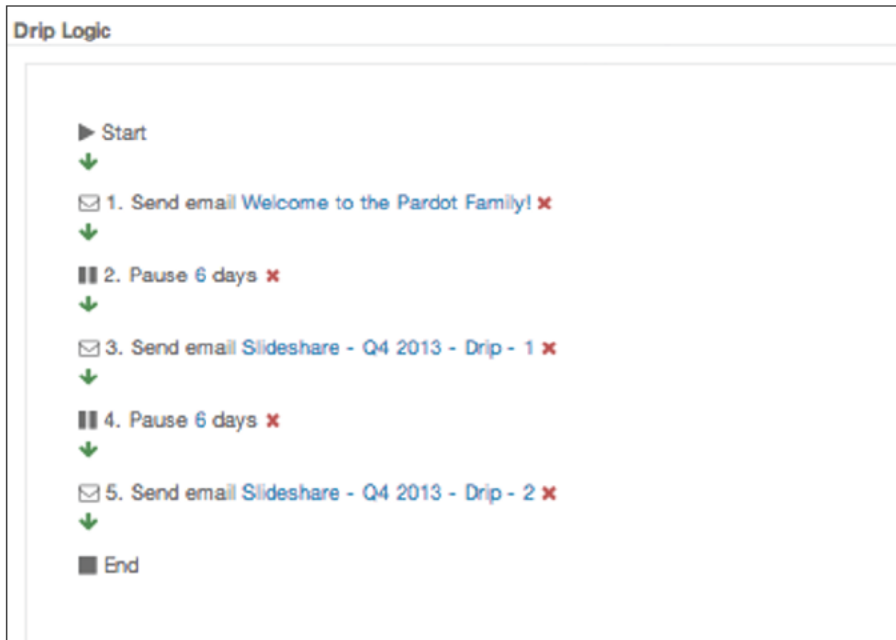 Drip Logic
Start
1. Send email Welcome to the Pardot Family!
2. Pause 6 days
3. Send email Slideshare - Q4 2013 - Drip - 1
4. Pause 6 days
5. Send email Slideshare - Q4 2013 - Drip - 2
End